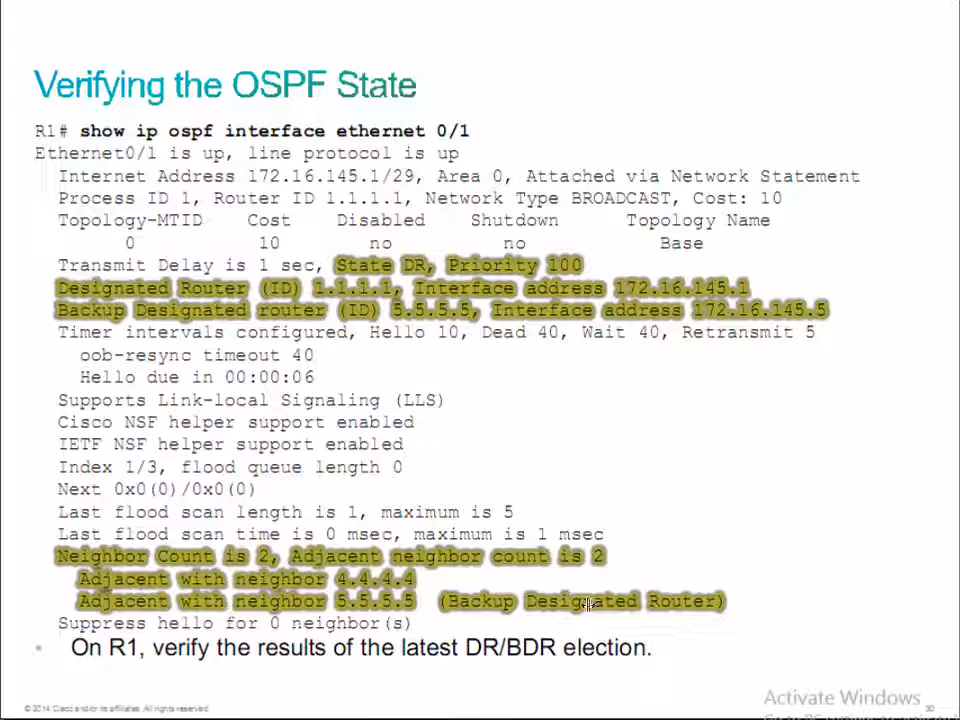 Verifying the OSPF State
R1# show ip ospf interface ethernet 0/1
Ethernet0/1 is up, line protocol is up
Internet Address 172.16.145.1/29, Area 0, Attached via Network Statement
Process ID 1, Router ID 1.1.1.1, Network Type BROADCAST, Cost: 10
Topology-MTID Cost Disabled Shutdown Topology Name
0 10 no no Base
Transmit Delay is 1 sec, State DR, Priority 100
Designated Router (ID) 1.1.1.1, Interface address 172.16.145.1
Backup Designated router (ID) 5.5.5.5, Interface address 172.16.145.5
Timer intervals configured, Hello 10, Dead 40, Wait 40, Retransmit 5
oob-resync timeout 40
Hello due in 00:00:06
Supports Link-local Signaling (LLS)
Cisco NSF helper support enabled
IETF NSF helper support enabled
Index 1/3, flood queue length 0
Next 0x0(0)/0x0(0)
Last flood scan length is 1, maximum is 5
Last flood scan time is 0 msec, maximum is 1 msec
Neighbor Count is 2, Adjacent neighbor count is 2
Adjacent with neighbor 4.4.4.4
Adjacent with neighbor 5.5.5.5 (Backup Designated Router)
Suppress hello for 0 neighbor(s)
• On R1, verify the results of the latest DR/BDR election.
Activate Windows
© 2014 Cisco and/or its affiliates. All rights reserved.
30